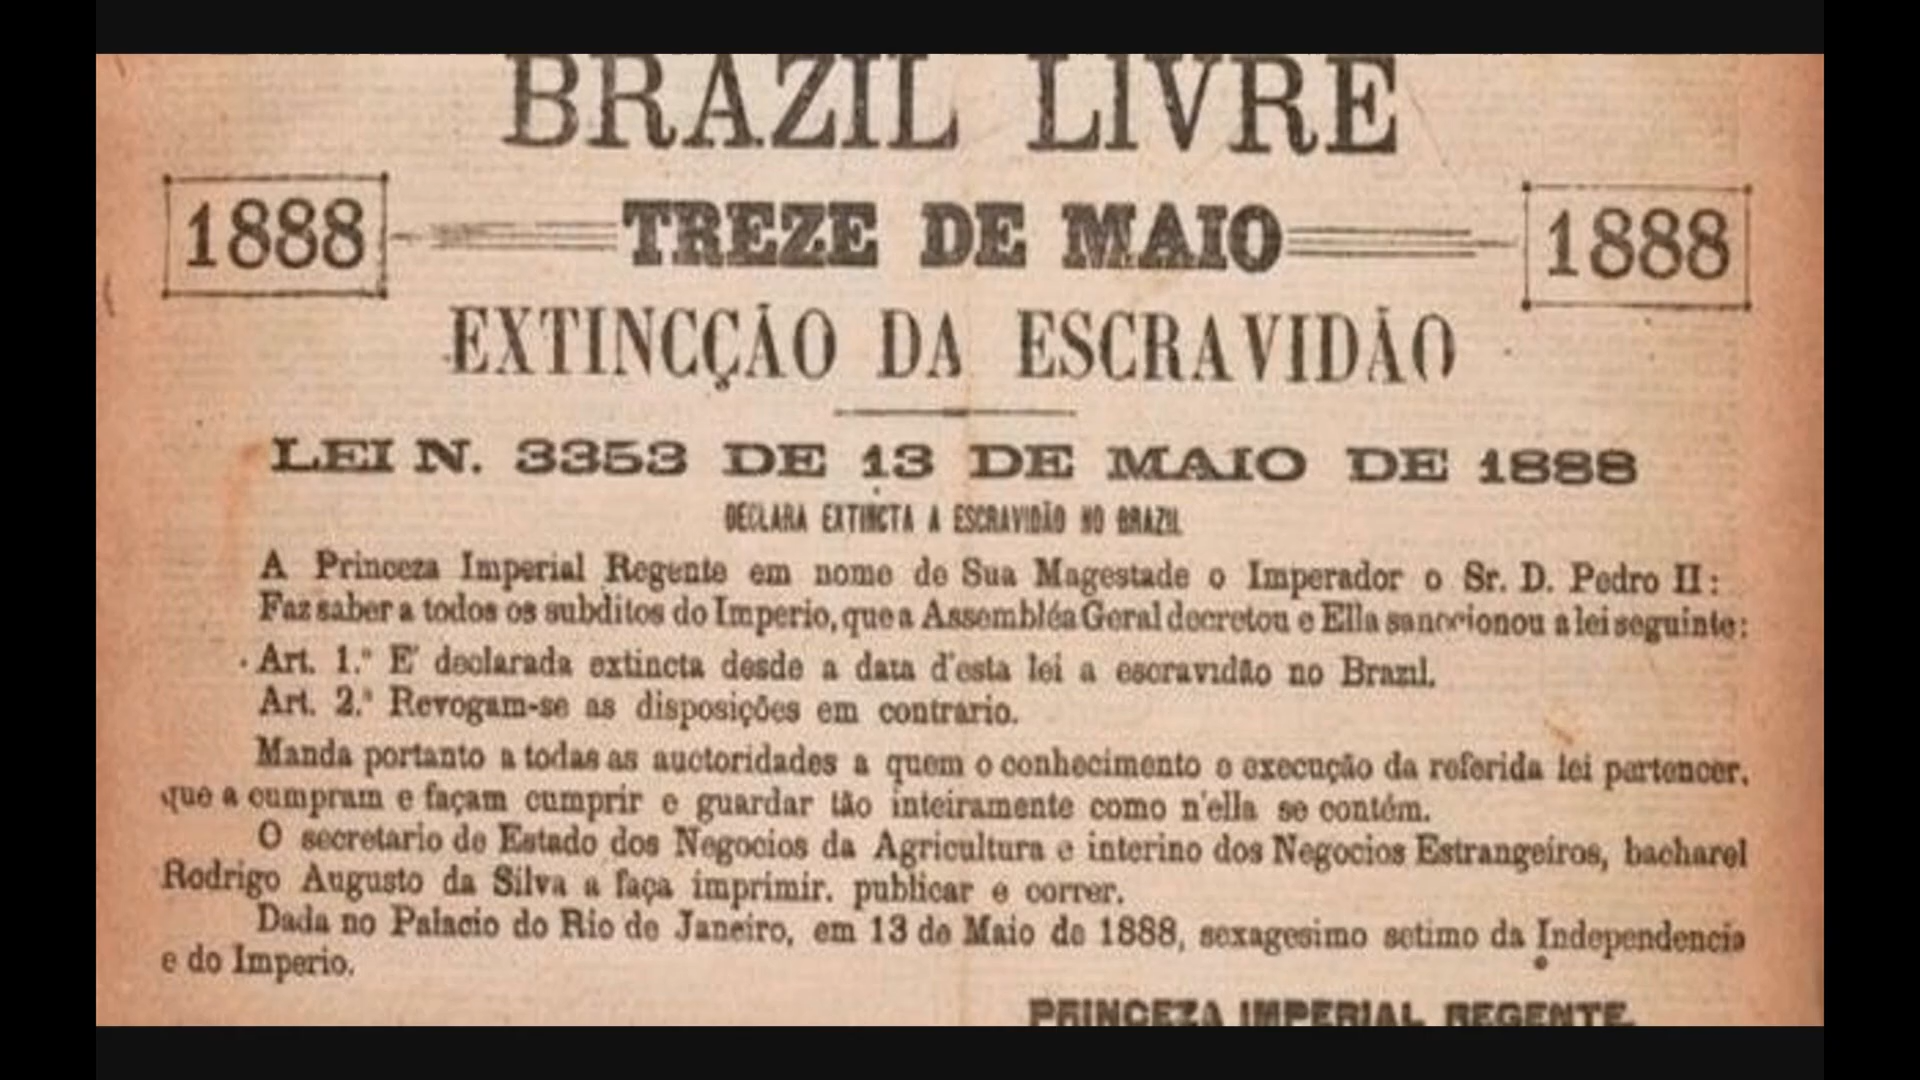 BRAZIL LIVRE
1888 TREZE DE MAIO 1888
EXTINCÇÃO DA ESCRAVIDÃO
LEI N. 3353 DE 13 DE MAIO DE 1888
DECLARA EXTINCTA A ESCRAVIDÃO NO BRAZIL
A Princeza Imperial Regente em nome de Sua Magestade o Imperador o Sr. D. Pedro II:
Faz saber a todos os subditos do Imperio, que a Assembléa Geral decretou e Ella sanccionou a lei seguinte:
Art. 1.º E' declarada extincta desde a data d'esta lei a escravidão no Brazil.
Art. 2.º Revogam-se as disposições em contrario.
Manda portanto a todas as auctoridades a quem o conhecimento e execução da referida lei pertencer,
que a cumpram e façam cumprir e guardar tão inteiramente como n'ella se contém.
O secretario de Estado dos Negocios da Agricultura e interino dos Negocios Estrangeiros, bacharel
Rodrigo Augusto da Silva a faça imprimir. publicar e correr.
Dada no Palacio do Rio de Janeiro, em 13 de Maio de 1888, sexagesimo setimo da Independencia
e do Imperio.
PRINCEZA IMPERIAL REGENTE.